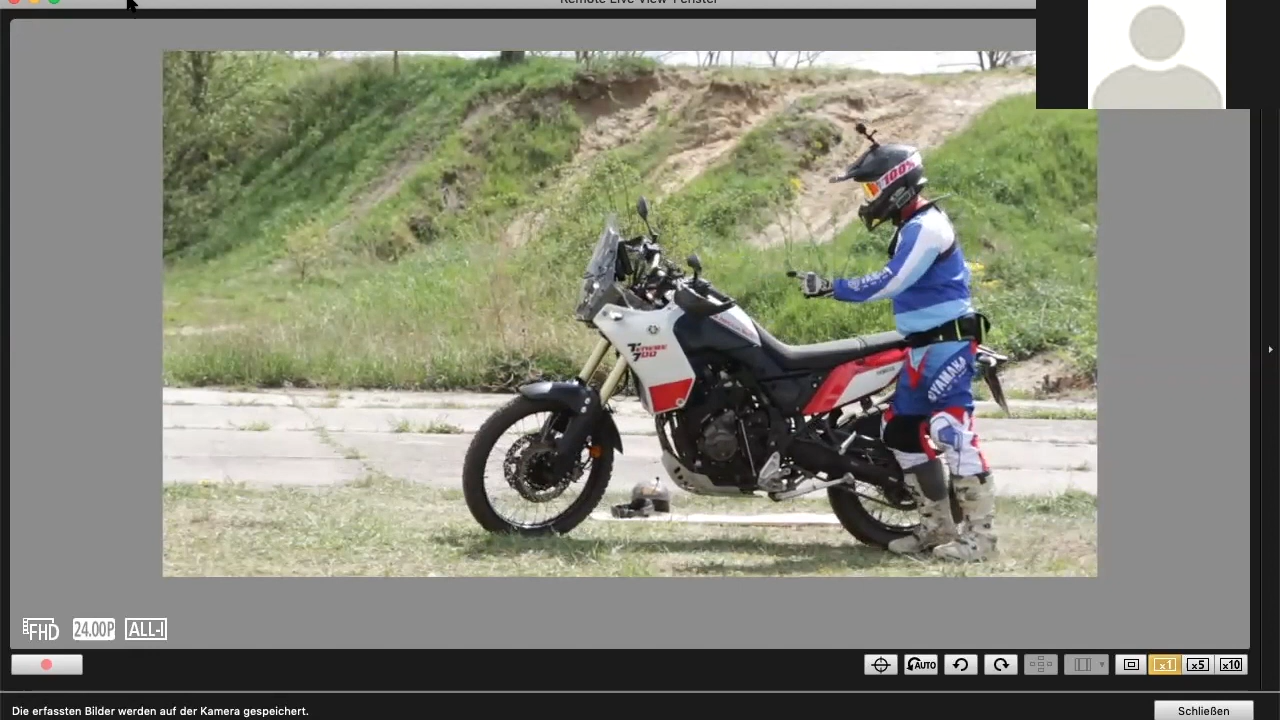 Remote Live View-Fenster
100%
TÉNÉRÉ
700
YAMAHA
FHD
24.00P
ALL-I
AUTO
x1
x5
x10
Die erfassten Bilder werden auf der Kamera gespeichert.
Schließen